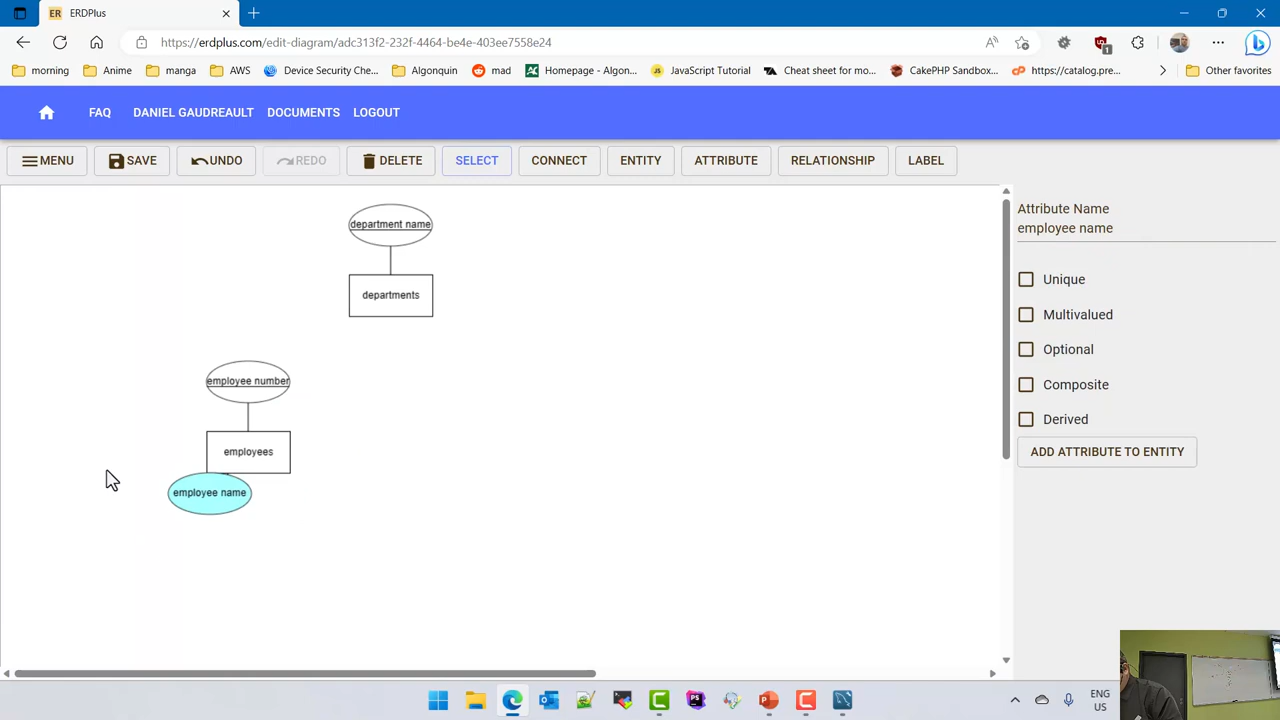 ER ERDPlus
https://erdplus.com/edit-diagram/adc313f2-232f-4464-be4e-403ee7558e24
morning Anime manga AWS Device Security Che... Algonquin mad Homepage - Algon... JavaScript Tutorial Cheat sheet for mo... CakePHP Sandbox... https://catalog.pre... Other favorites
FAQ DANIEL GAUDREAULT DOCUMENTS LOGOUT
MENU SAVE UNDO REDO DELETE SELECT CONNECT ENTITY ATTRIBUTE RELATIONSHIP LABEL
department name
departments
employee number
employees
employee name
Attribute Name
employee name
Unique
Multivalued
Optional
Composite
Derived
ADD ATTRIBUTE TO ENTITY
ENG
US